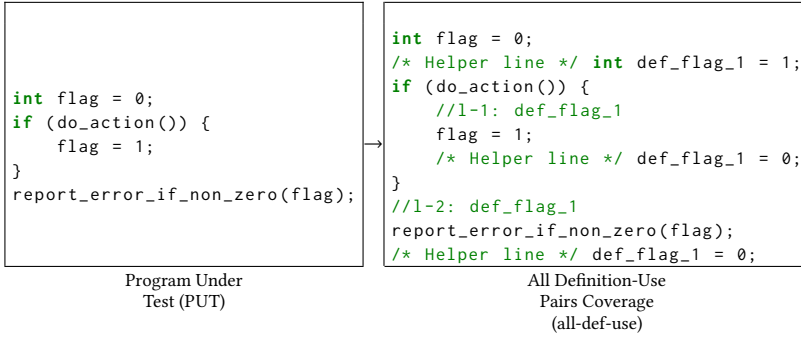 int flag = 0;
if (do_action()) {
    flag = 1;
}
report_error_if_non_zero(flag);
→
int flag = 0;
/* Helper line */ int def_flag_1 = 1;
if (do_action()) {
    //l-1: def_flag_1
    flag = 1;
    /* Helper line */ def_flag_1 = 0;
}
//l-2: def_flag_1
report_error_if_non_zero(flag);
/* Helper line */ def_flag_1 = 0;
Program Under
Test (PUT)
All Definition-Use
Pairs Coverage
(all-def-use)